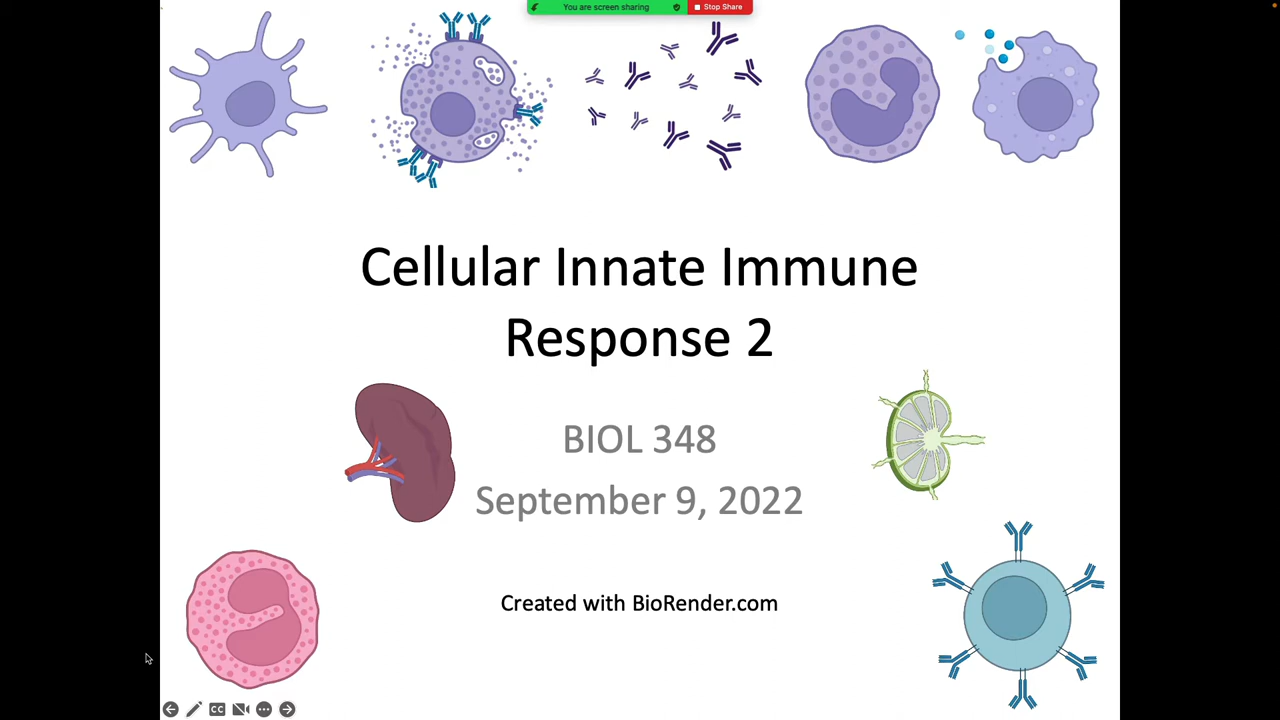 You are screen sharing
Stop Share
Cellular Innate Immune
Response 2
BIOL 348
September 9, 2022
Created with BioRender.com
CC